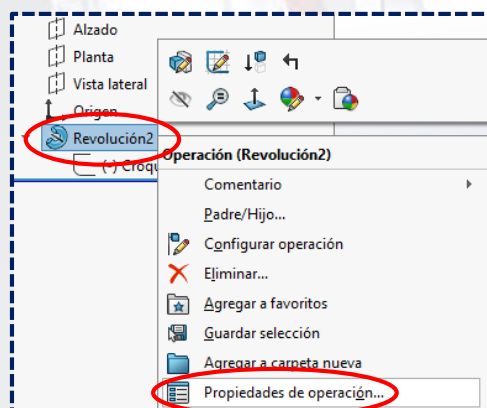 Alzado
Planta
Vista lateral
Origen
Revolución2
Operación (Revolución2)
(-) Croqu
Comentario
Padre/Hijo...
Configurar operación
Eliminar...
Agregar a favoritos
Guardar selección
Agregar a carpeta nueva
Propiedades de operación...